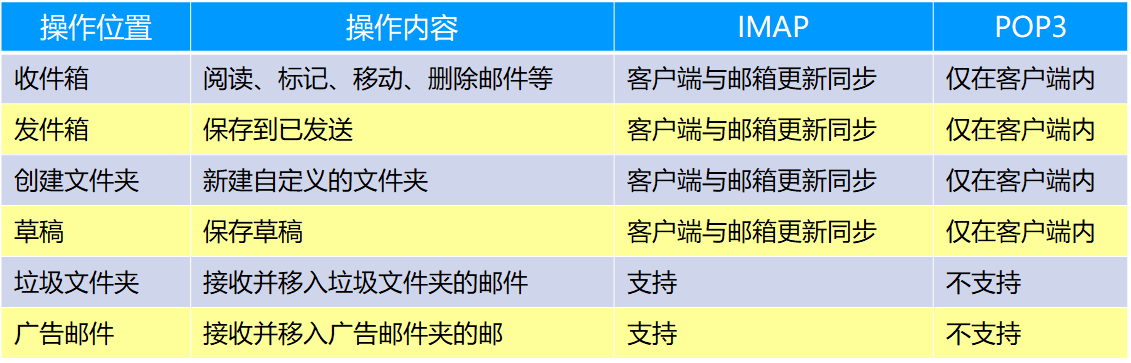 操作位置 操作内容 IMAP POP3
收件箱 阅读、标记、移动、删除邮件等 客户端与邮箱更新同步 仅在客户端内
发件箱 保存到已发送 客户端与邮箱更新同步 仅在客户端内
创建文件夹 新建自定义的文件夹 客户端与邮箱更新同步 仅在客户端内
草稿 保存草稿 客户端与邮箱更新同步 仅在客户端内
垃圾文件夹 接收并移入垃圾文件夹的邮件 支持 不支持
广告邮件 接收并移入广告邮件夹的邮 支持 不支持